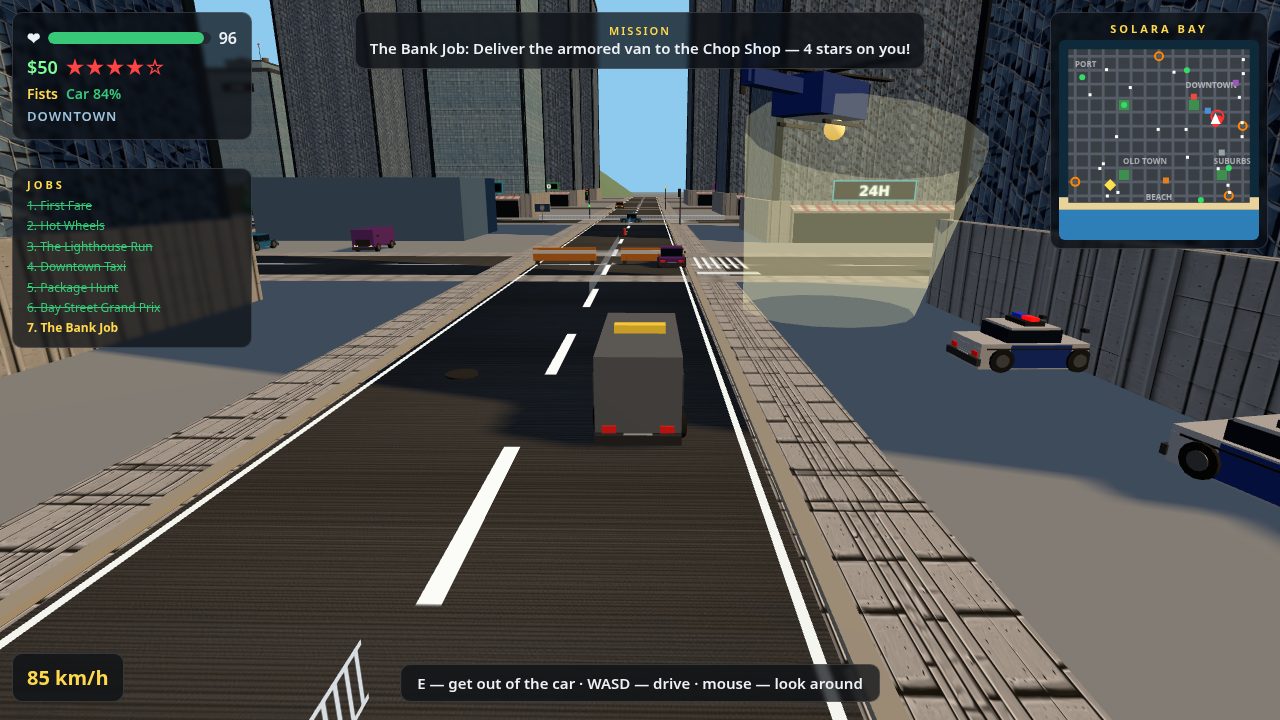 ❤ 96
$50 ★★★★☆
Fists Car 84%
DOWNTOWN
JOBS
1. First Fare
2. Hot Wheels
3. The Lighthouse Run
4. Downtown Taxi
5. Package Hunt
6. Bay Street Grand Prix
7. The Bank Job
MISSION
The Bank Job: Deliver the armored van to the Chop Shop — 4 stars on you!
SOLARA BAY
PORT
DOWNTOWN
OLD TOWN
SUBURBS
BEACH
24H
85 km/h
E — get out of the car · WASD — drive · mouse — look around